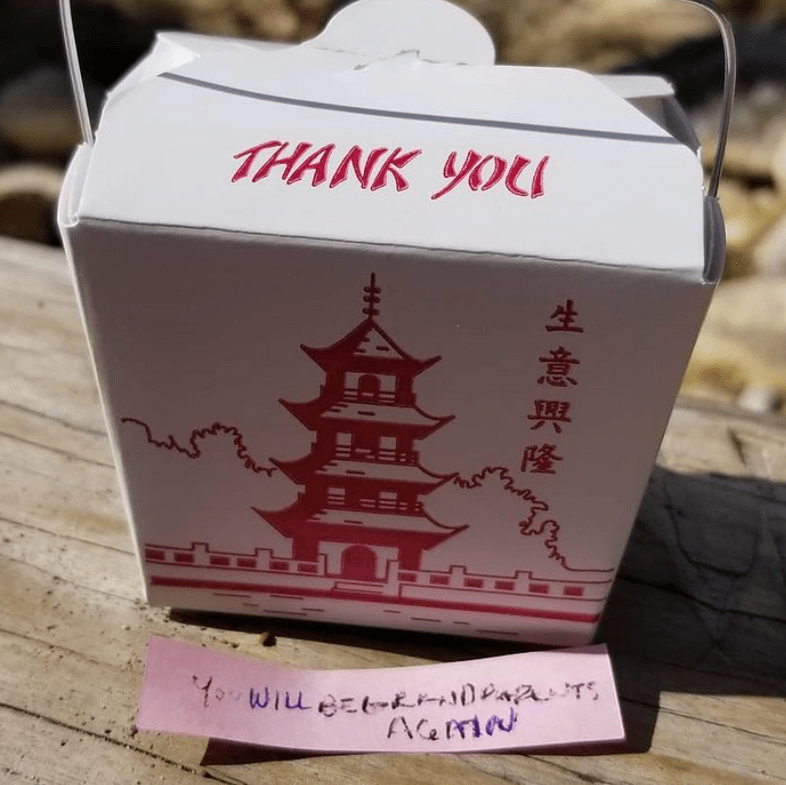 THANK YOU
生意興隆
YOU WILL BE GRANDPARENTS
AGAIN